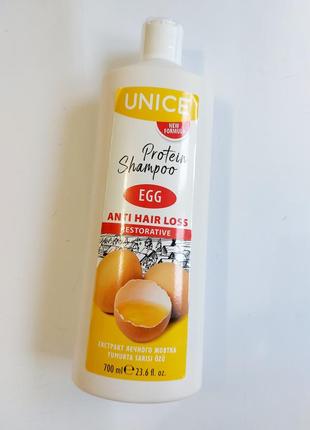 UNICE
NEW
FORMULA
Protein
Shampoo
EGG
ANTI HAIR LOSS
RESTORATIVE
ЕКСТРАКТ ЯЄЧНОГО ЖОВТКА
YUMURTA SARISI ÖZÜ
700 ml ℮ 23.6 fl. oz.